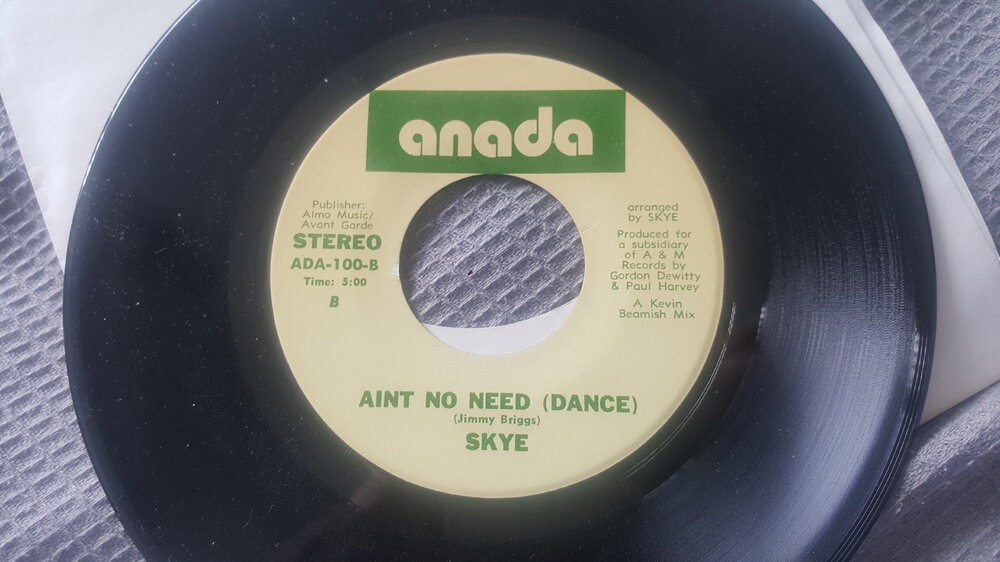 anada
Publisher:
Almo Music/
Avant Garde
STEREO
ADA-100-B
Time: 5:00
B
arranged
by SKYE
Produced for
a subsidiary
of A & M
Records by
Gordon Dewitty
& Paul Harvey
A Kevin
Beamish Mix
AINT NO NEED (DANCE)
(Jimmy Briggs)
SKYE